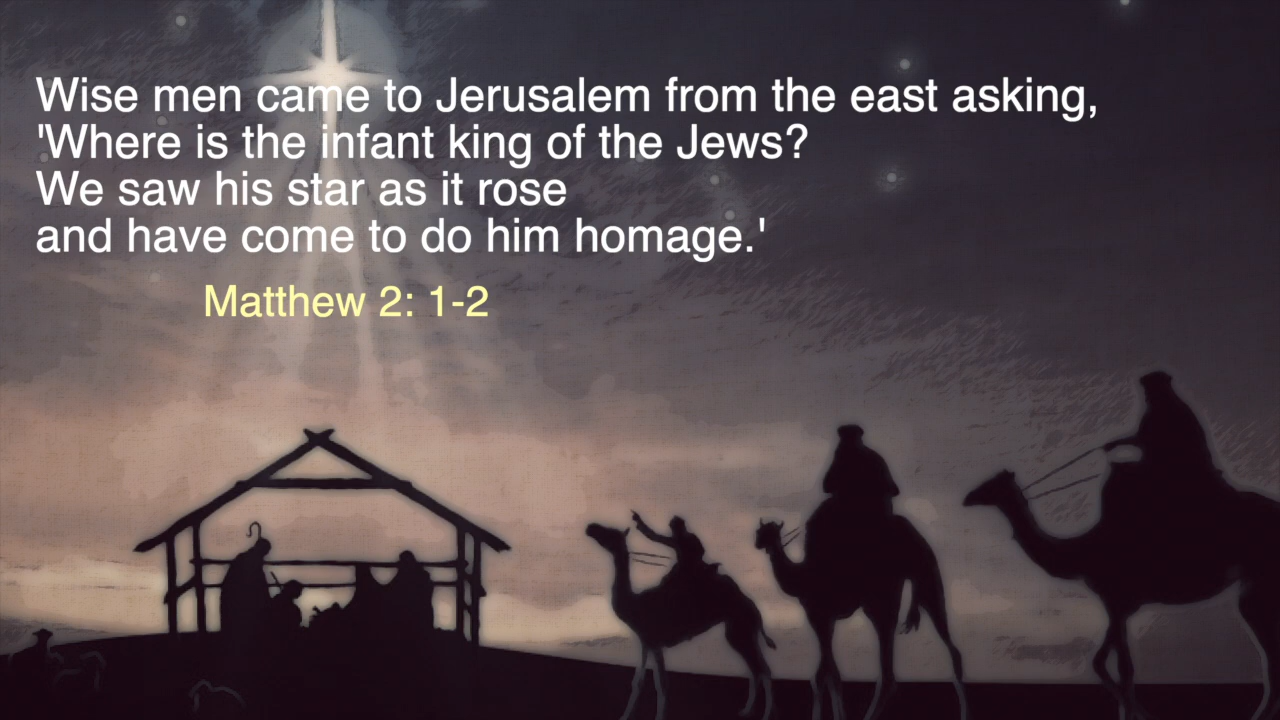 Wise men came to Jerusalem from the east asking,
'Where is the infant king of the Jews?
We saw his star as it rose
and have come to do him homage.'
Matthew 2: 1-2